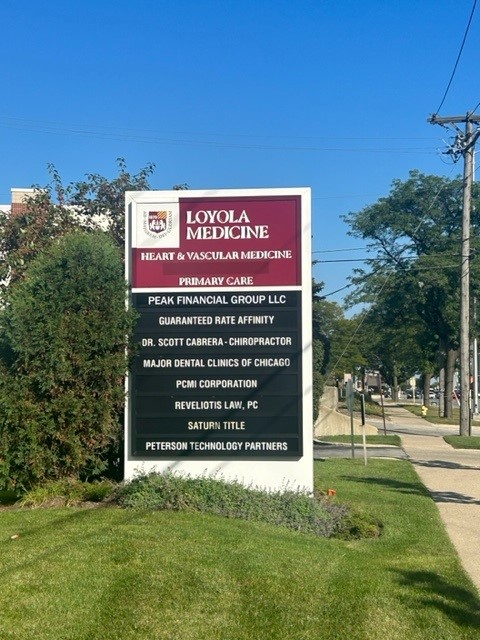 LOYOLA
MEDICINE
HEART & VASCULAR MEDICINE
PRIMARY CARE
PEAK FINANCIAL GROUP LLC
GUARANTEED RATE AFFINITY
DR. SCOTT CABRERA - CHIROPRACTOR
MAJOR DENTAL CLINICS OF CHICAGO
PCMI CORPORATION
REVELIOTIS LAW, PC
SATURN TITLE
PETERSON TECHNOLOGY PARTNERS